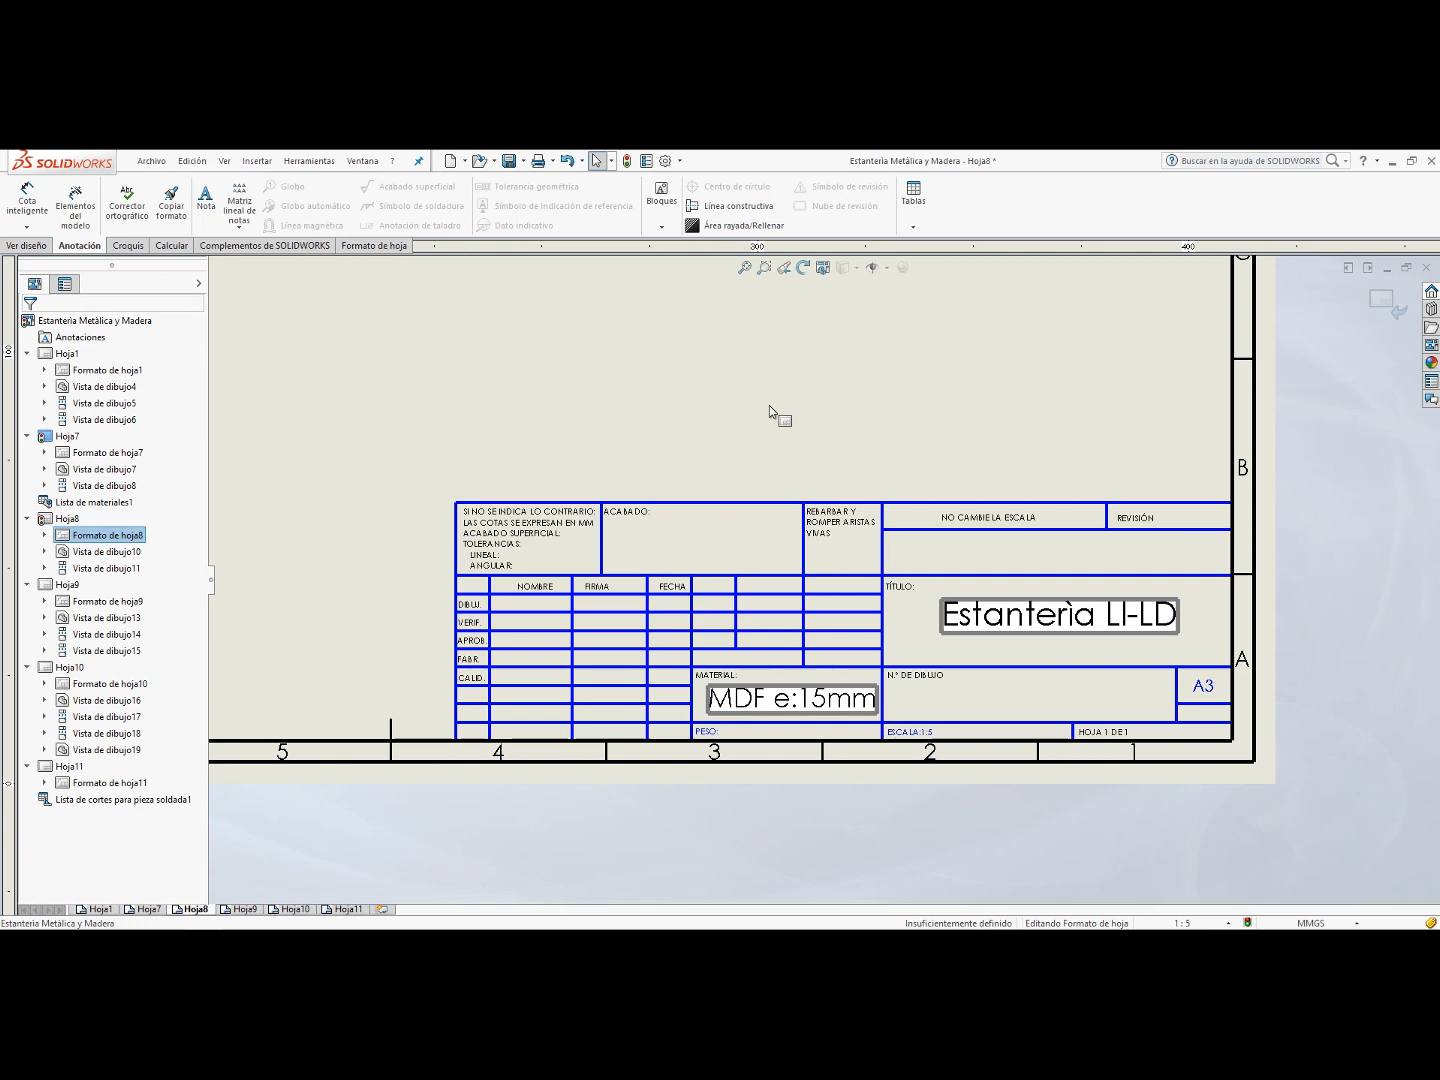 SOLIDWORKS Archivo Edición Ver Insertar Herramientas Ventana ? Estanterìa Metàlica y Madera - Hoja8 * Buscar en la ayuda de SOLIDWORKS ?
Cota inteligente
Elementos del modelo
Corrector ortográfico
Copiar formato
Nota
Matriz lineal de notas
Globo
Globo automático
Línea magnética
Acabado superficial
Símbolo de soldadura
Anotación de taladro
Tolerancia geométrica
Símbolo de indicación de referencia
Dato indicativo
Bloques
Centro de círculo
Línea constructiva
Área rayada/Rellenar
Símbolo de revisión
Nube de revisión
Tablas
Ver diseño Anotación Croquis Calcular Complementos de SOLIDWORKS Formato de hoja
300 400
100
0
Estanterìa Metàlica y Madera
Anotaciones
Hoja1
Formato de hoja1
Vista de dibujo4
Vista de dibujo5
Vista de dibujo6
Hoja7
Formato de hoja7
Vista de dibujo7
Vista de dibujo8
Lista de materiales1
Hoja8
Formato de hoja8
Vista de dibujo10
Vista de dibujo11
Hoja9
Formato de hoja9
Vista de dibujo13
Vista de dibujo14
Vista de dibujo15
Hoja10
Formato de hoja10
Vista de dibujo16
Vista de dibujo17
Vista de dibujo18
Vista de dibujo19
Hoja11
Formato de hoja11
Lista de cortes para pieza soldada1
B
A
SI NO SE INDICA LO CONTRARIO:
LAS COTAS SE EXPRESAN EN MM
ACABADO SUPERFICIAL:
TOLERANCIAS:
LINEAL:
ANGULAR:
ACABADO:
REBARBAR Y
ROMPER ARISTAS
VIVAS
NO CAMBIE LA ESCALA
REVISIÓN
NOMBRE FIRMA FECHA
DIBUJ.
VERIF.
APROB.
FABR.
CALID.
TÍTULO:
Estanterìa LI-LD
MATERIAL:
MDF e:15mm
N.º DE DIBUJO
A3
PESO:
ESCALA:1:5
HOJA 1 DE 1
5 4 3 2 1
Hoja1 Hoja7 Hoja8 Hoja9 Hoja10 Hoja11
Estanterìa Metàlica y Madera Insuficientemente definido Editando Formato de hoja 1 : 5 MMGS